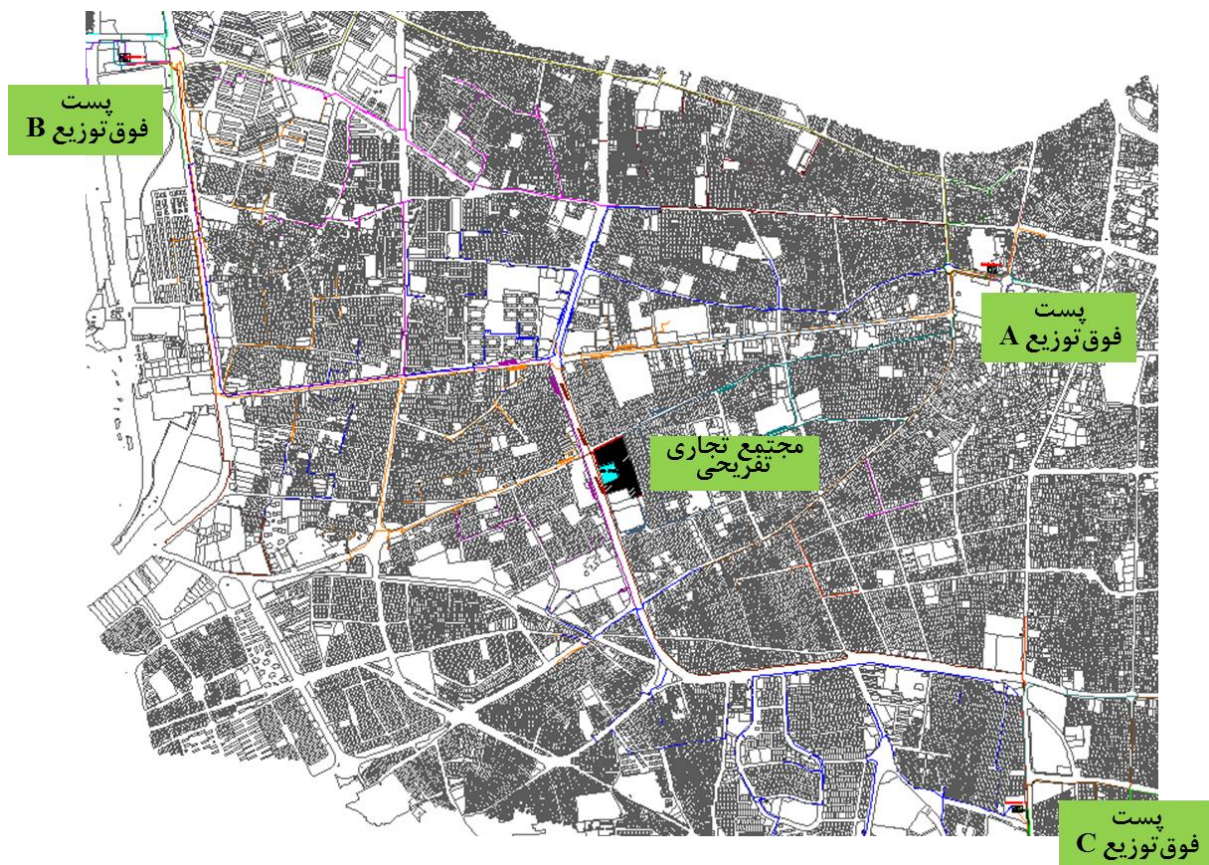 پست
فوق‌توزیع B
پست
فوق‌توزیع A
مجتمع تجاری
تفریحی
پست
فوق‌توزیع C